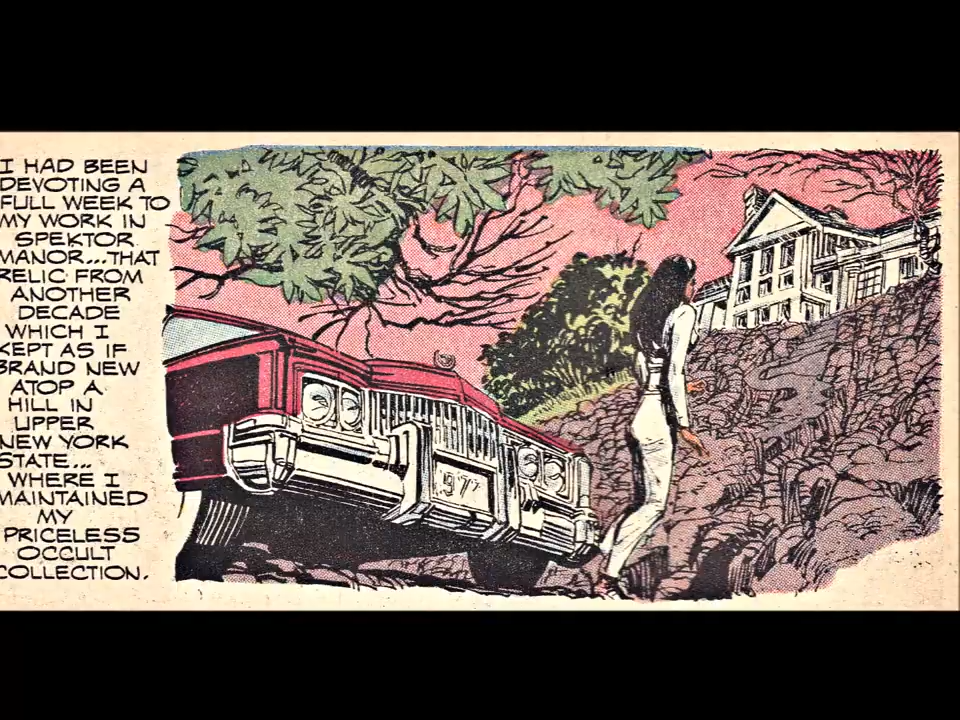 I HAD BEEN
DEVOTING A
FULL WEEK TO
MY WORK IN
SPEKTOR
MANOR...THAT
RELIC FROM
ANOTHER
DECADE
WHICH I
KEPT AS IF
BRAND NEW
ATOP A
HILL IN
UPPER
NEW YORK
STATE...
WHERE I
MAINTAINED
MY
PRICELESS
OCCULT
COLLECTION.